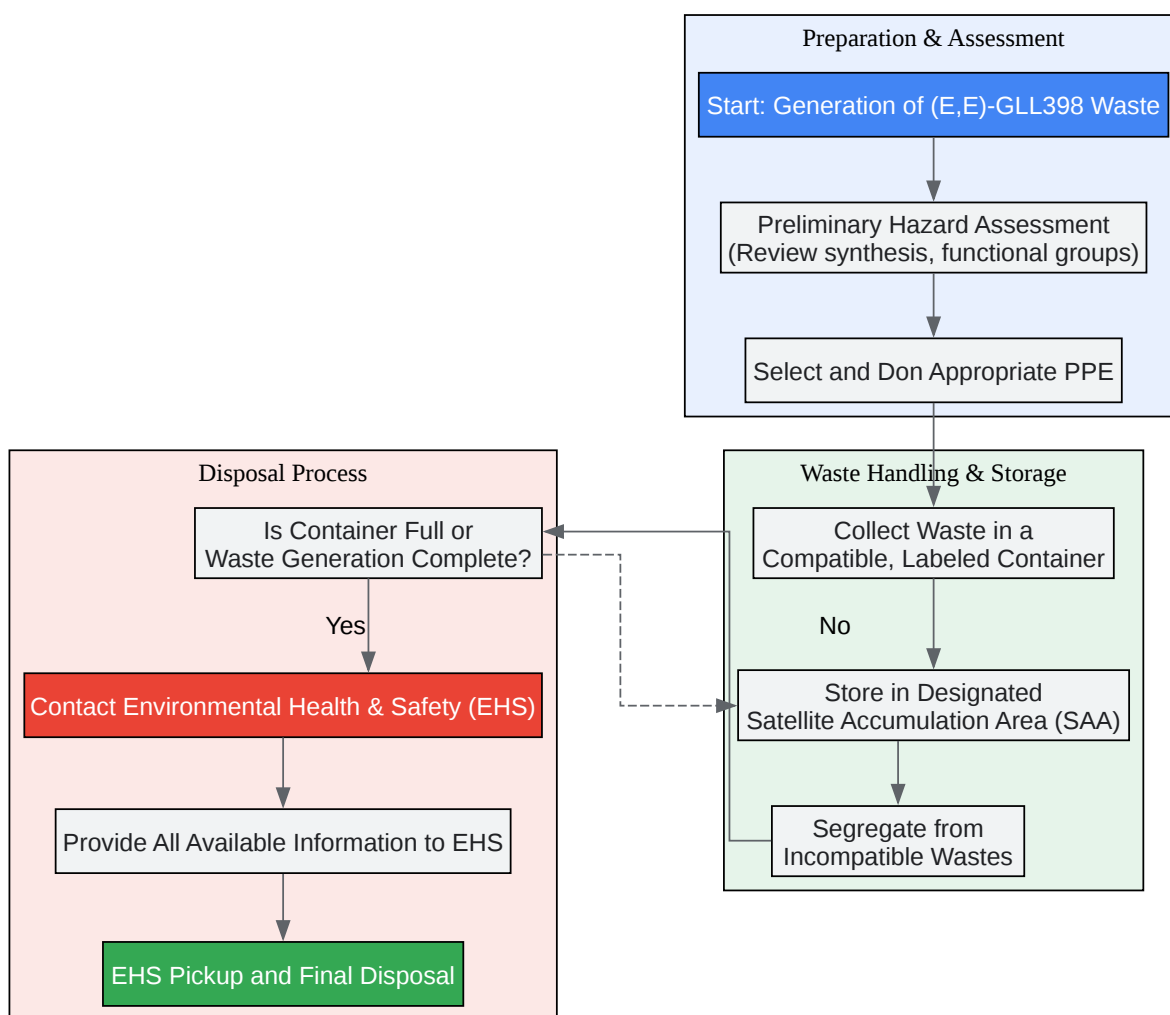 Preparation & Assessment
Start: Generation of (E,E)-GLL398 Waste
Preliminary Hazard Assessment
(Review synthesis, functional groups)
Select and Don Appropriate PPE
Waste Handling & Storage
Collect Waste in a
Compatible, Labeled Container
No
Store in Designated
Satellite Accumulation Area (SAA)
Segregate from
Incompatible Wastes
Disposal Process
Is Container Full or
Waste Generation Complete?
Yes
Contact Environmental Health & Safety (EHS)
Provide All Available Information to EHS
EHS Pickup and Final Disposal